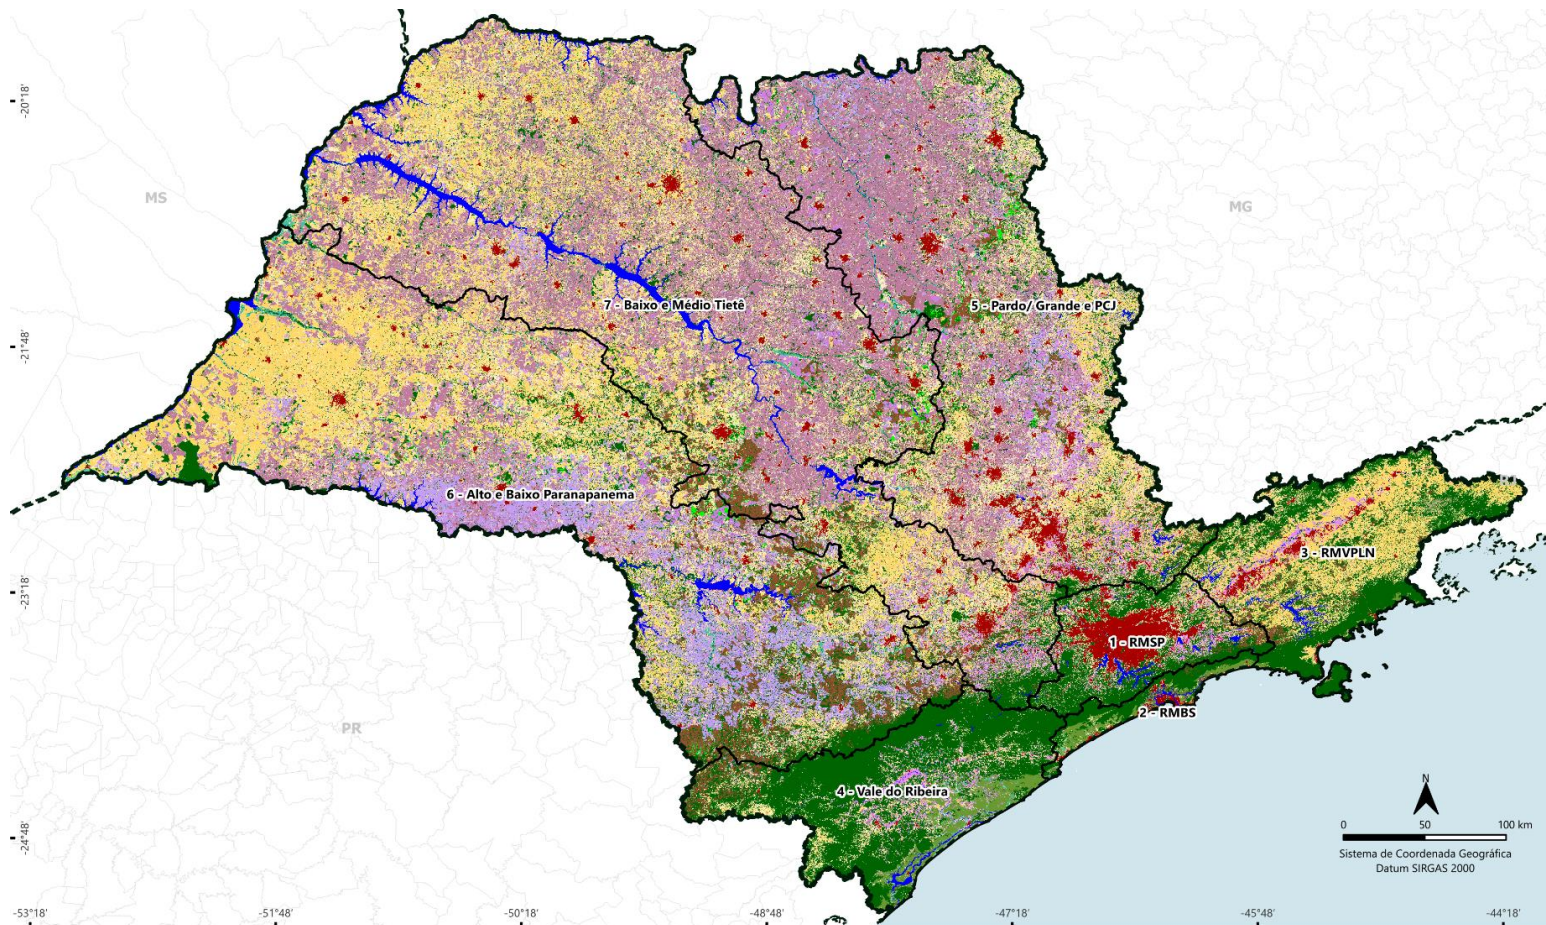 -20°18'
MS
MG
7 - Baixo e Médio Tietê
5 - Pardo/ Grande e PCJ
-21°48'
6 - Alto e Baixo Paranapanema
3 - RMVPLN
-23°18'
1 - RMSP
2 - RMBS
PR
4 - Vale do Ribeira
N
0 50 100 km
-24°48'
Sistema de Coordenada Geográfica
Datum SIRGAS 2000
-53°18' -51°48' -50°18' -48°48' -47°18' -45°48' -44°18'